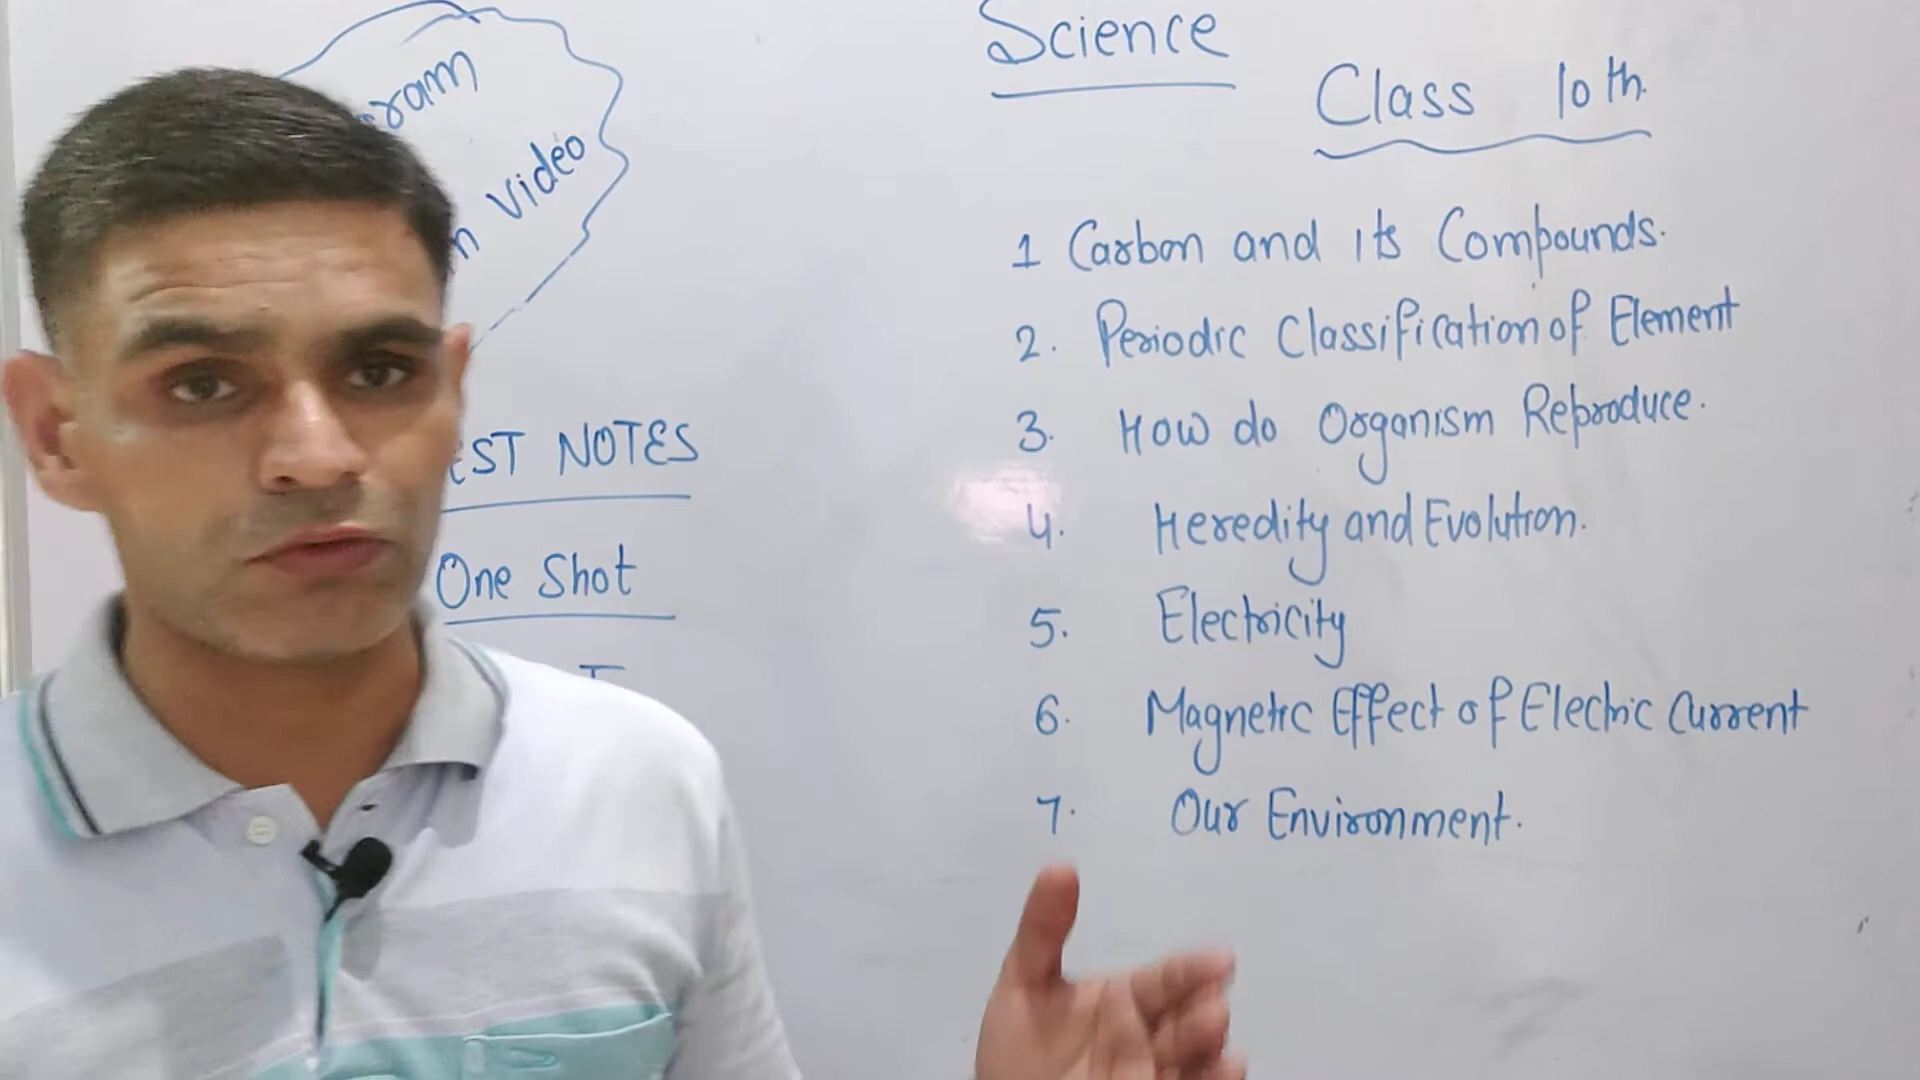 video
NOTES
One Shot
Science
Class 10th.
1 Carbon and its Compounds.
2. Periodic Classification of Element
3. How do Organism Reproduce.
4. Heredity and Evolution.
5. Electricity
6. Magnetic Effect of Electric Current
7. Our Environment.